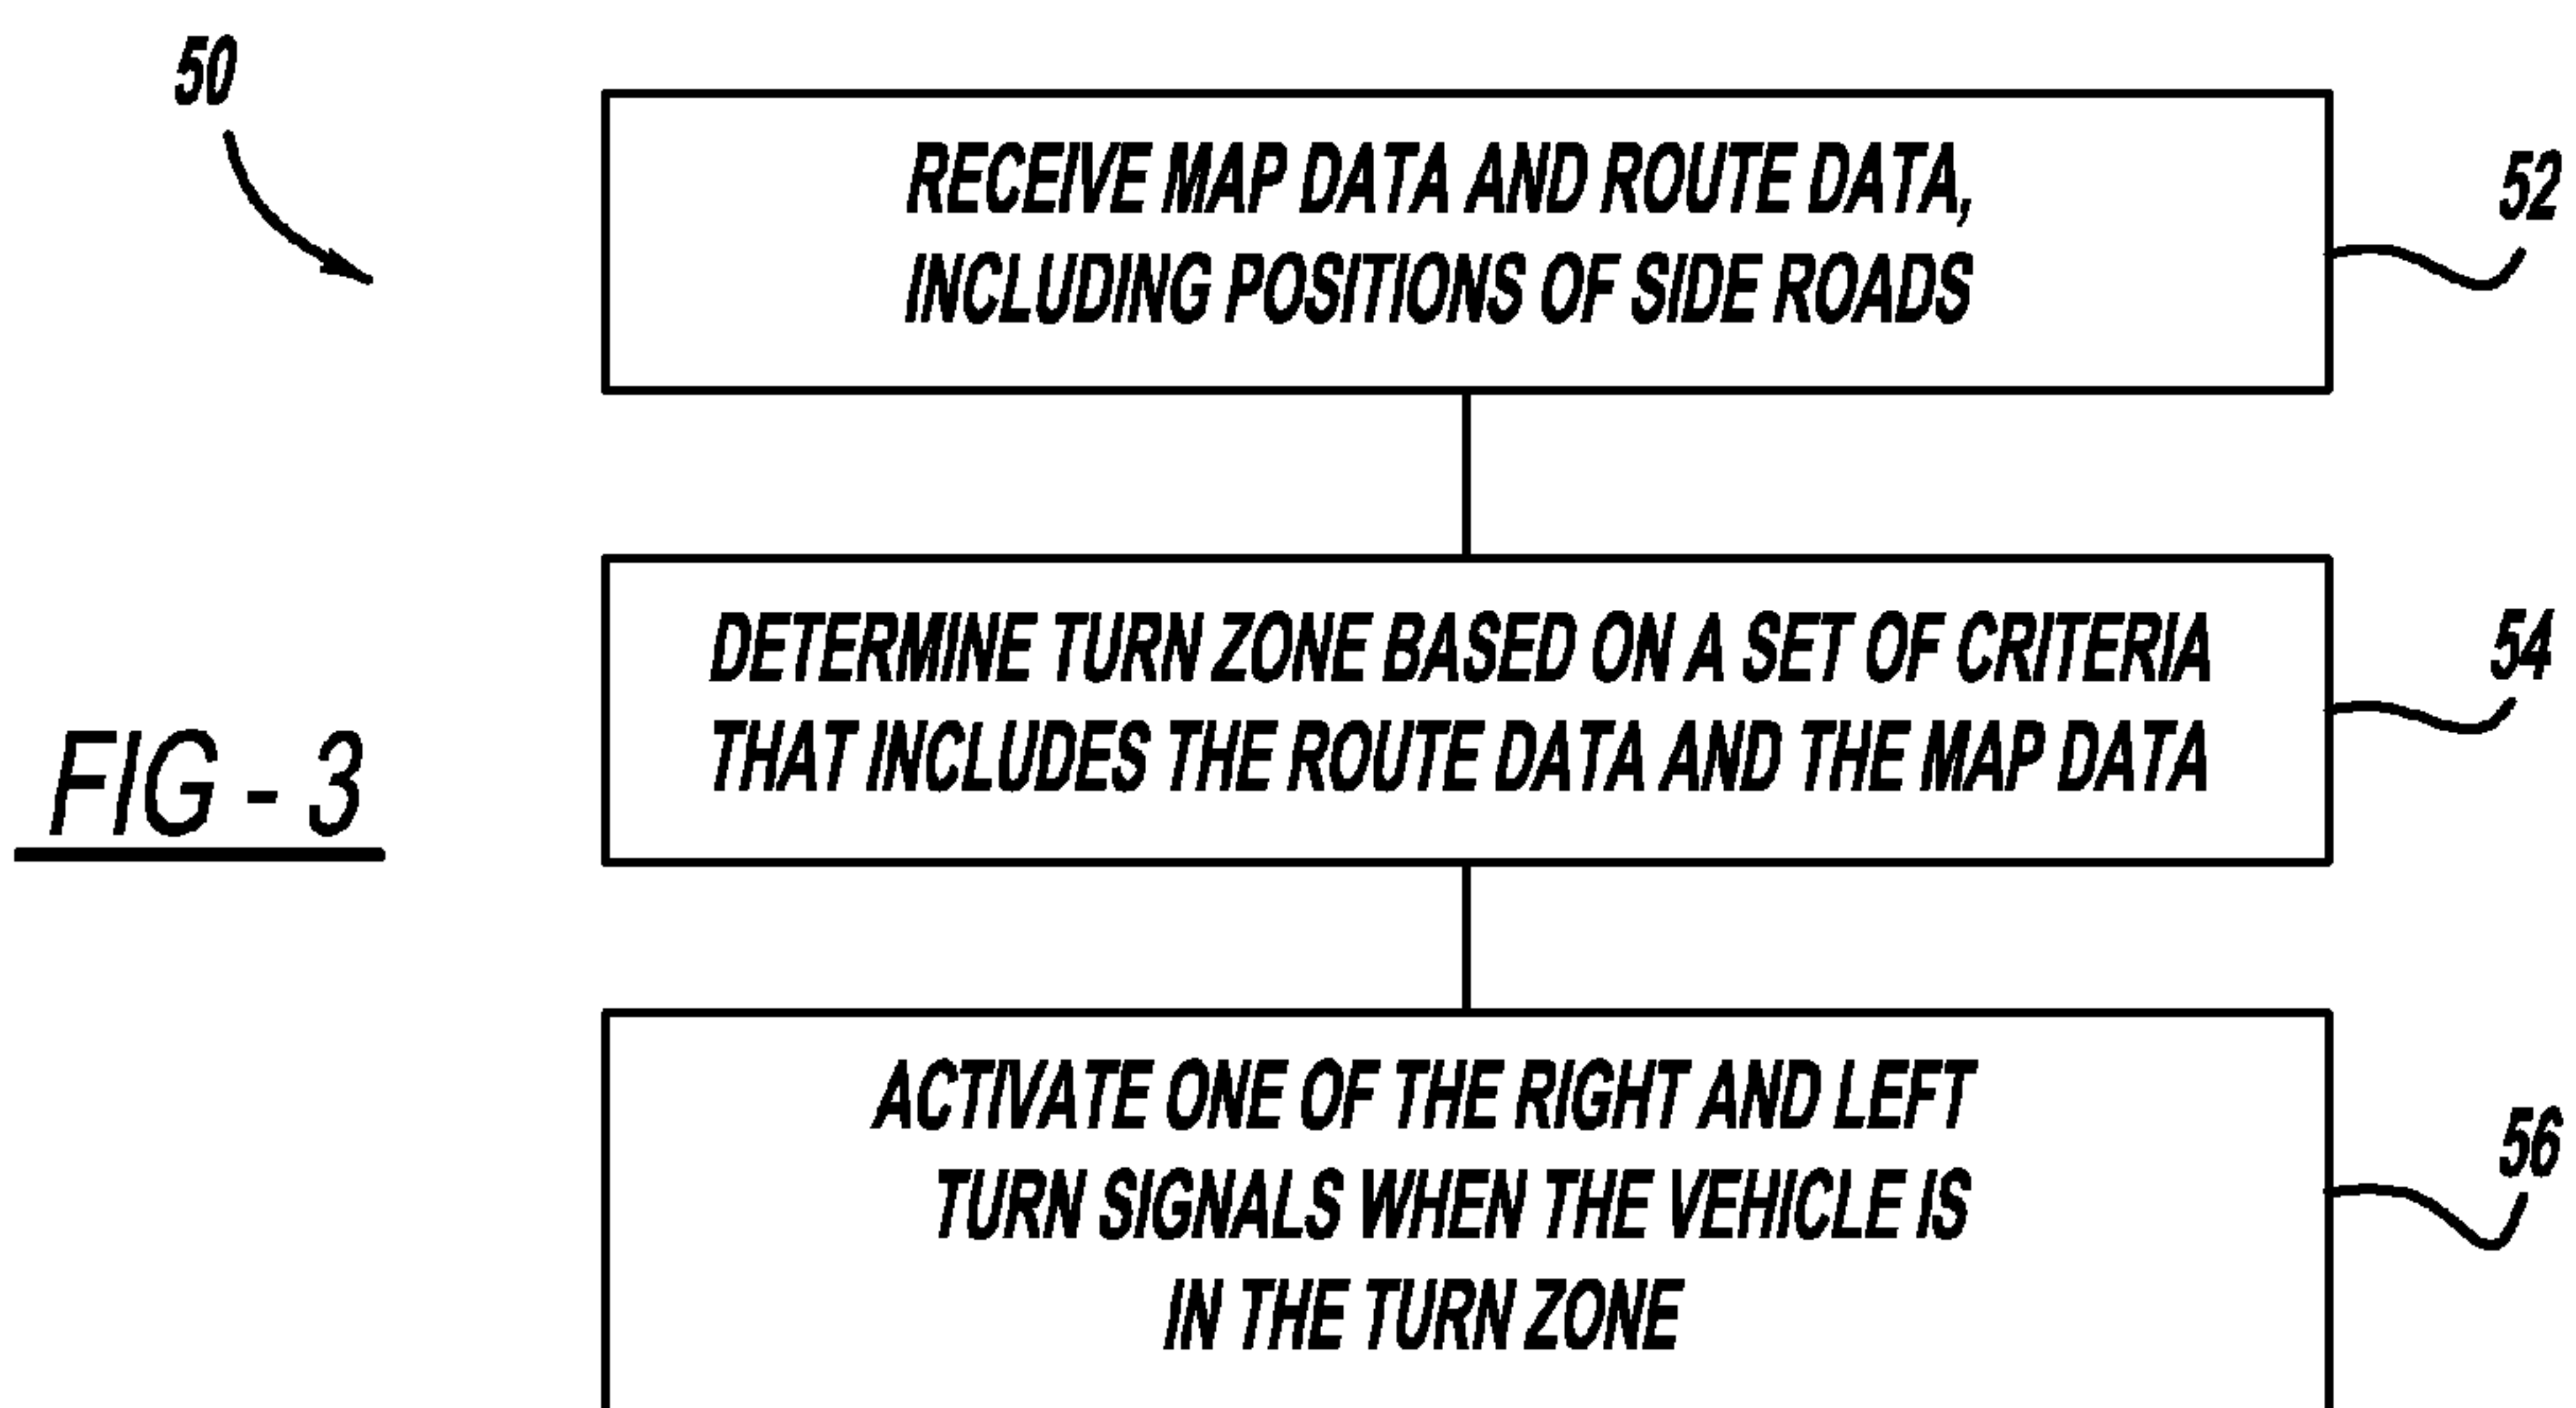 50
RECEIVE MAP DATA AND ROUTE DATA,
INCLUDING POSITIONS OF SIDE ROADS
52
DETERMINE TURN ZONE BASED ON A SET OF CRITERIA
THAT INCLUDES THE ROUTE DATA AND THE MAP DATA
54
FIG - 3
ACTIVATE ONE OF THE RIGHT AND LEFT
TURN SIGNALS WHEN THE VEHICLE IS
IN THE TURN ZONE
56